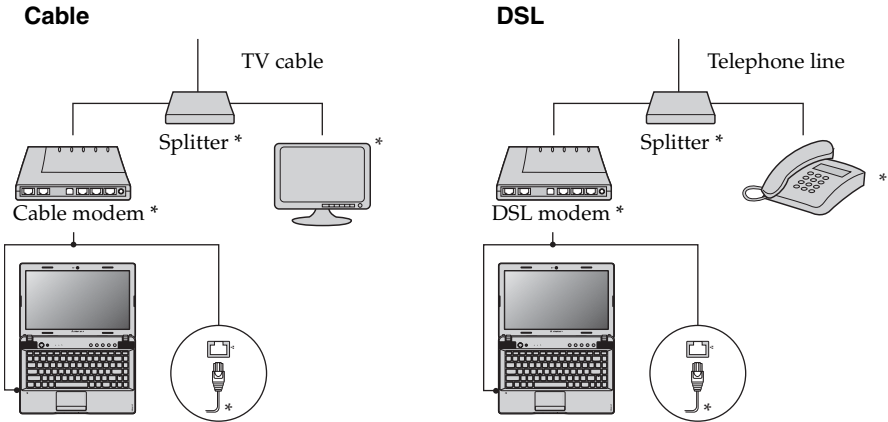 Cable
TV cable
Splitter *
*
Cable modem *
*
DSL
Telephone line
Splitter *
*
DSL modem *
*